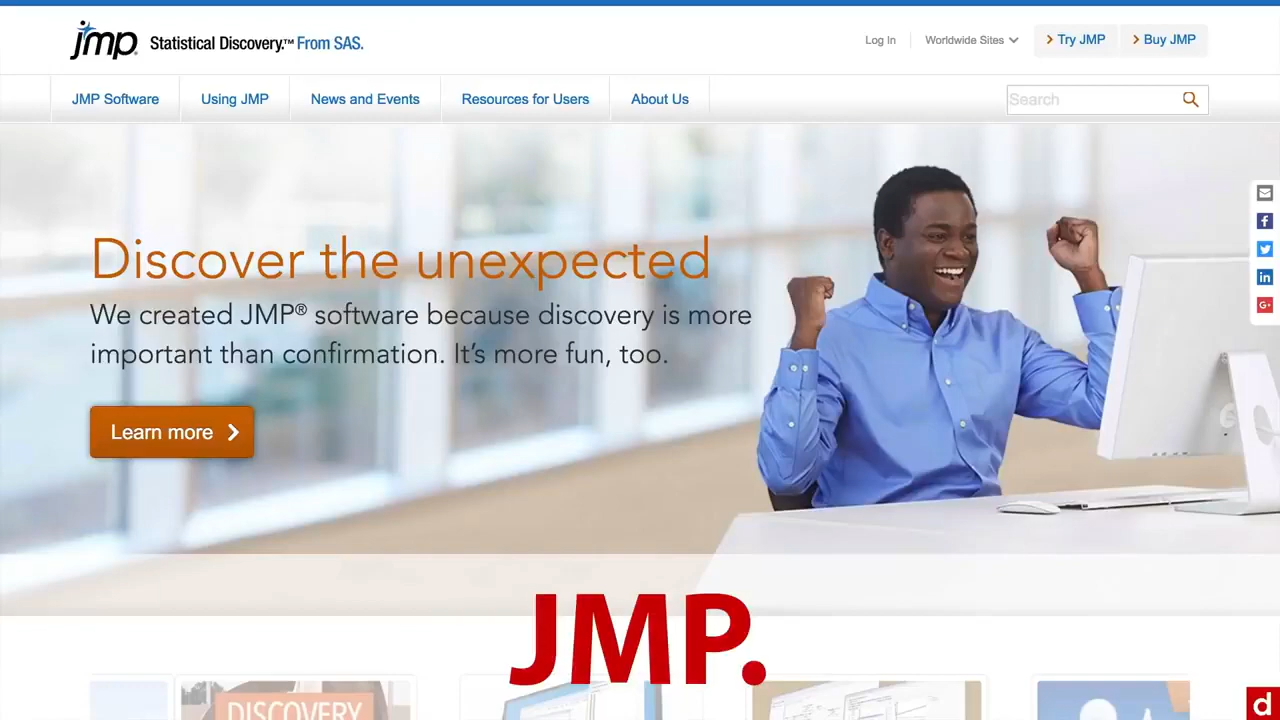 jmp Statistical Discovery.™ From SAS.
Log In
Worldwide Sites
Try JMP
Buy JMP
JMP Software
Using JMP
News and Events
Resources for Users
About Us
Search
Discover the unexpected
We created JMP® software because discovery is more
important than confirmation. It's more fun, too.
Learn more
JMP.
DISCOVERY
d